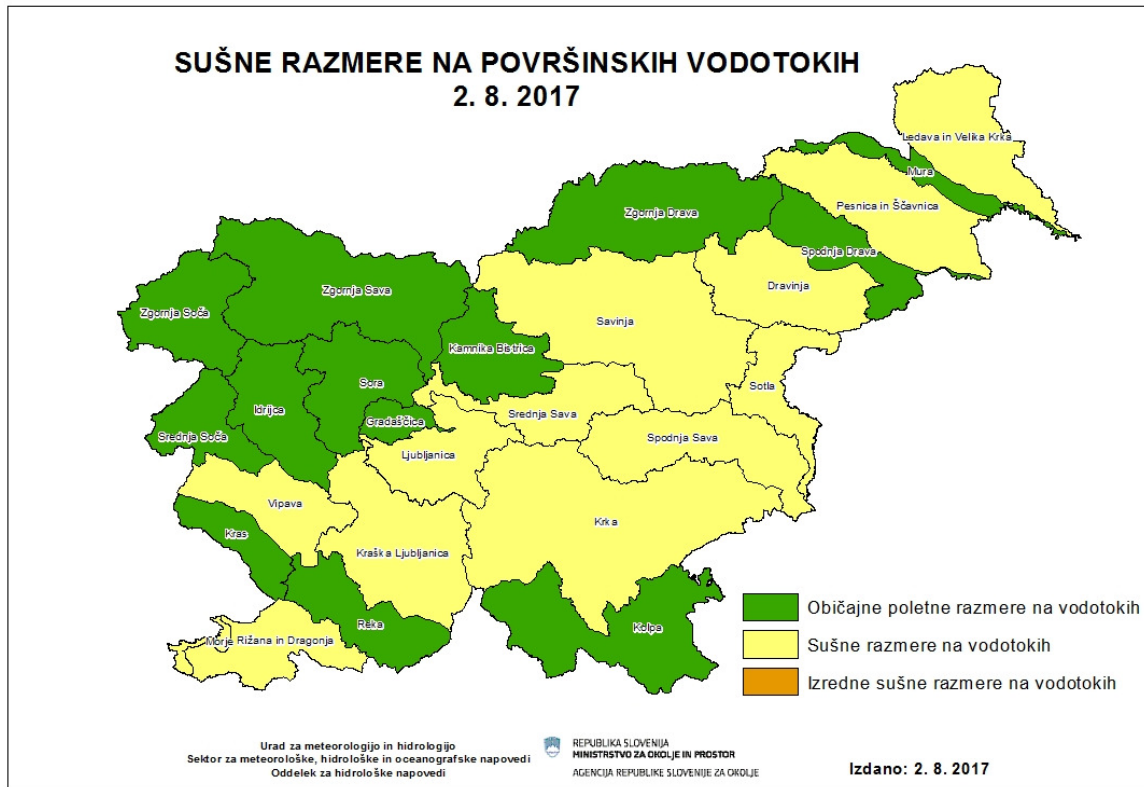 SUŠNE RAZMERE NA POVRŠINSKIH VODOTOKIH
2. 8. 2017
Ledava in Velika Krka
Mura
Pesnica in Ščavnica
Zgornja Drava
Spodnja Drava
Dravinja
Zgornja Sava
Zgornja Soča
Savinja
Kamnika Bistrica
Sora
Sotla
Idrijca
Srednja Sava
Gradaščica
Srednja Soča
Spodnja Sava
Ljubljanica
Vipava
Krka
Kras
Kraška Ljubljanica
Reka
Kolpa
Morje
Rižana in Dragonja
Običajne poletne razmere na vodotokih
Sušne razmere na vodotokih
Izredne sušne razmere na vodotokih
Urad za meteorologijo in hidrologijo
Sektor za meteorološke, hidrološke in oceanografske napovedi
Oddelek za hidrološke napovedi
REPUBLIKA SLOVENIJA
MINISTRSTVO ZA OKOLJE IN PROSTOR
AGENCIJA REPUBLIKE SLOVENIJE ZA OKOLJE
Izdano: 2. 8. 2017